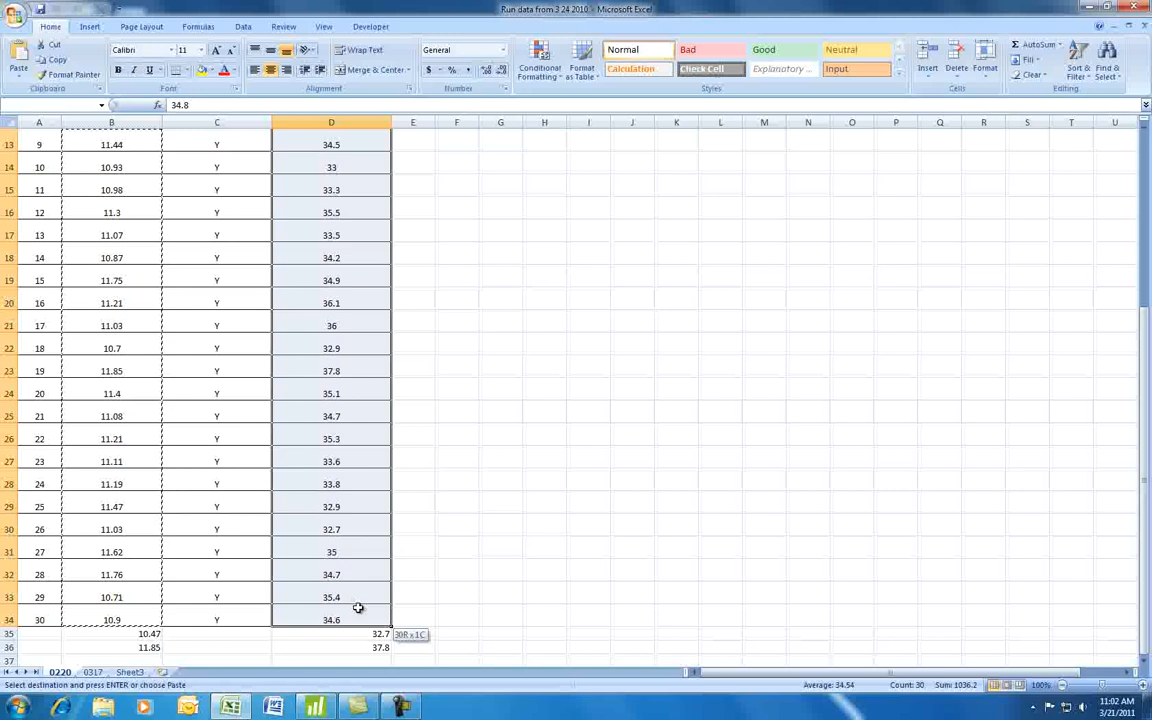 Run data from 3 24 2010 - Microsoft Excel
Home Insert Page Layout Formulas Data Review View Developer
Paste Cut Copy Format Painter Clipboard
Calibri 11 Font
Wrap Text Merge & Center Alignment
General Number
Conditional Formatting Format as Table
Normal Bad Good Neutral
Calculation Check Cell Explanatory ... Input
Styles
Insert Delete Format Cells
AutoSum Fill Clear Sort & Filter Find & Select Editing
34.8
A B C D E F G H I J K L M N O P Q R S T U
13 9 11.44 Y 34.5
14 10 10.93 Y 33
15 11 10.98 Y 33.3
16 12 11.3 Y 35.5
17 13 11.07 Y 33.5
18 14 10.87 Y 34.2
19 15 11.75 Y 34.9
20 16 11.21 Y 36.1
21 17 11.03 Y 36
22 18 10.7 Y 32.9
23 19 11.85 Y 37.8
24 20 11.4 Y 35.1
25 21 11.08 Y 34.7
26 22 11.21 Y 35.3
27 23 11.11 Y 33.6
28 24 11.19 Y 33.8
29 25 11.47 Y 32.9
30 26 11.03 Y 32.7
31 27 11.62 Y 35
32 28 11.76 Y 34.7
33 29 10.71 Y 35.4
34 30 10.9 Y 34.6
35 10.47 32.7 30R x 1C
36 11.85 37.8
37
0220 0317 Sheet3
Select destination and press ENTER or choose Paste Average: 34.54 Count: 30 Sum: 1036.2 100%
11:02 AM
3/21/2011